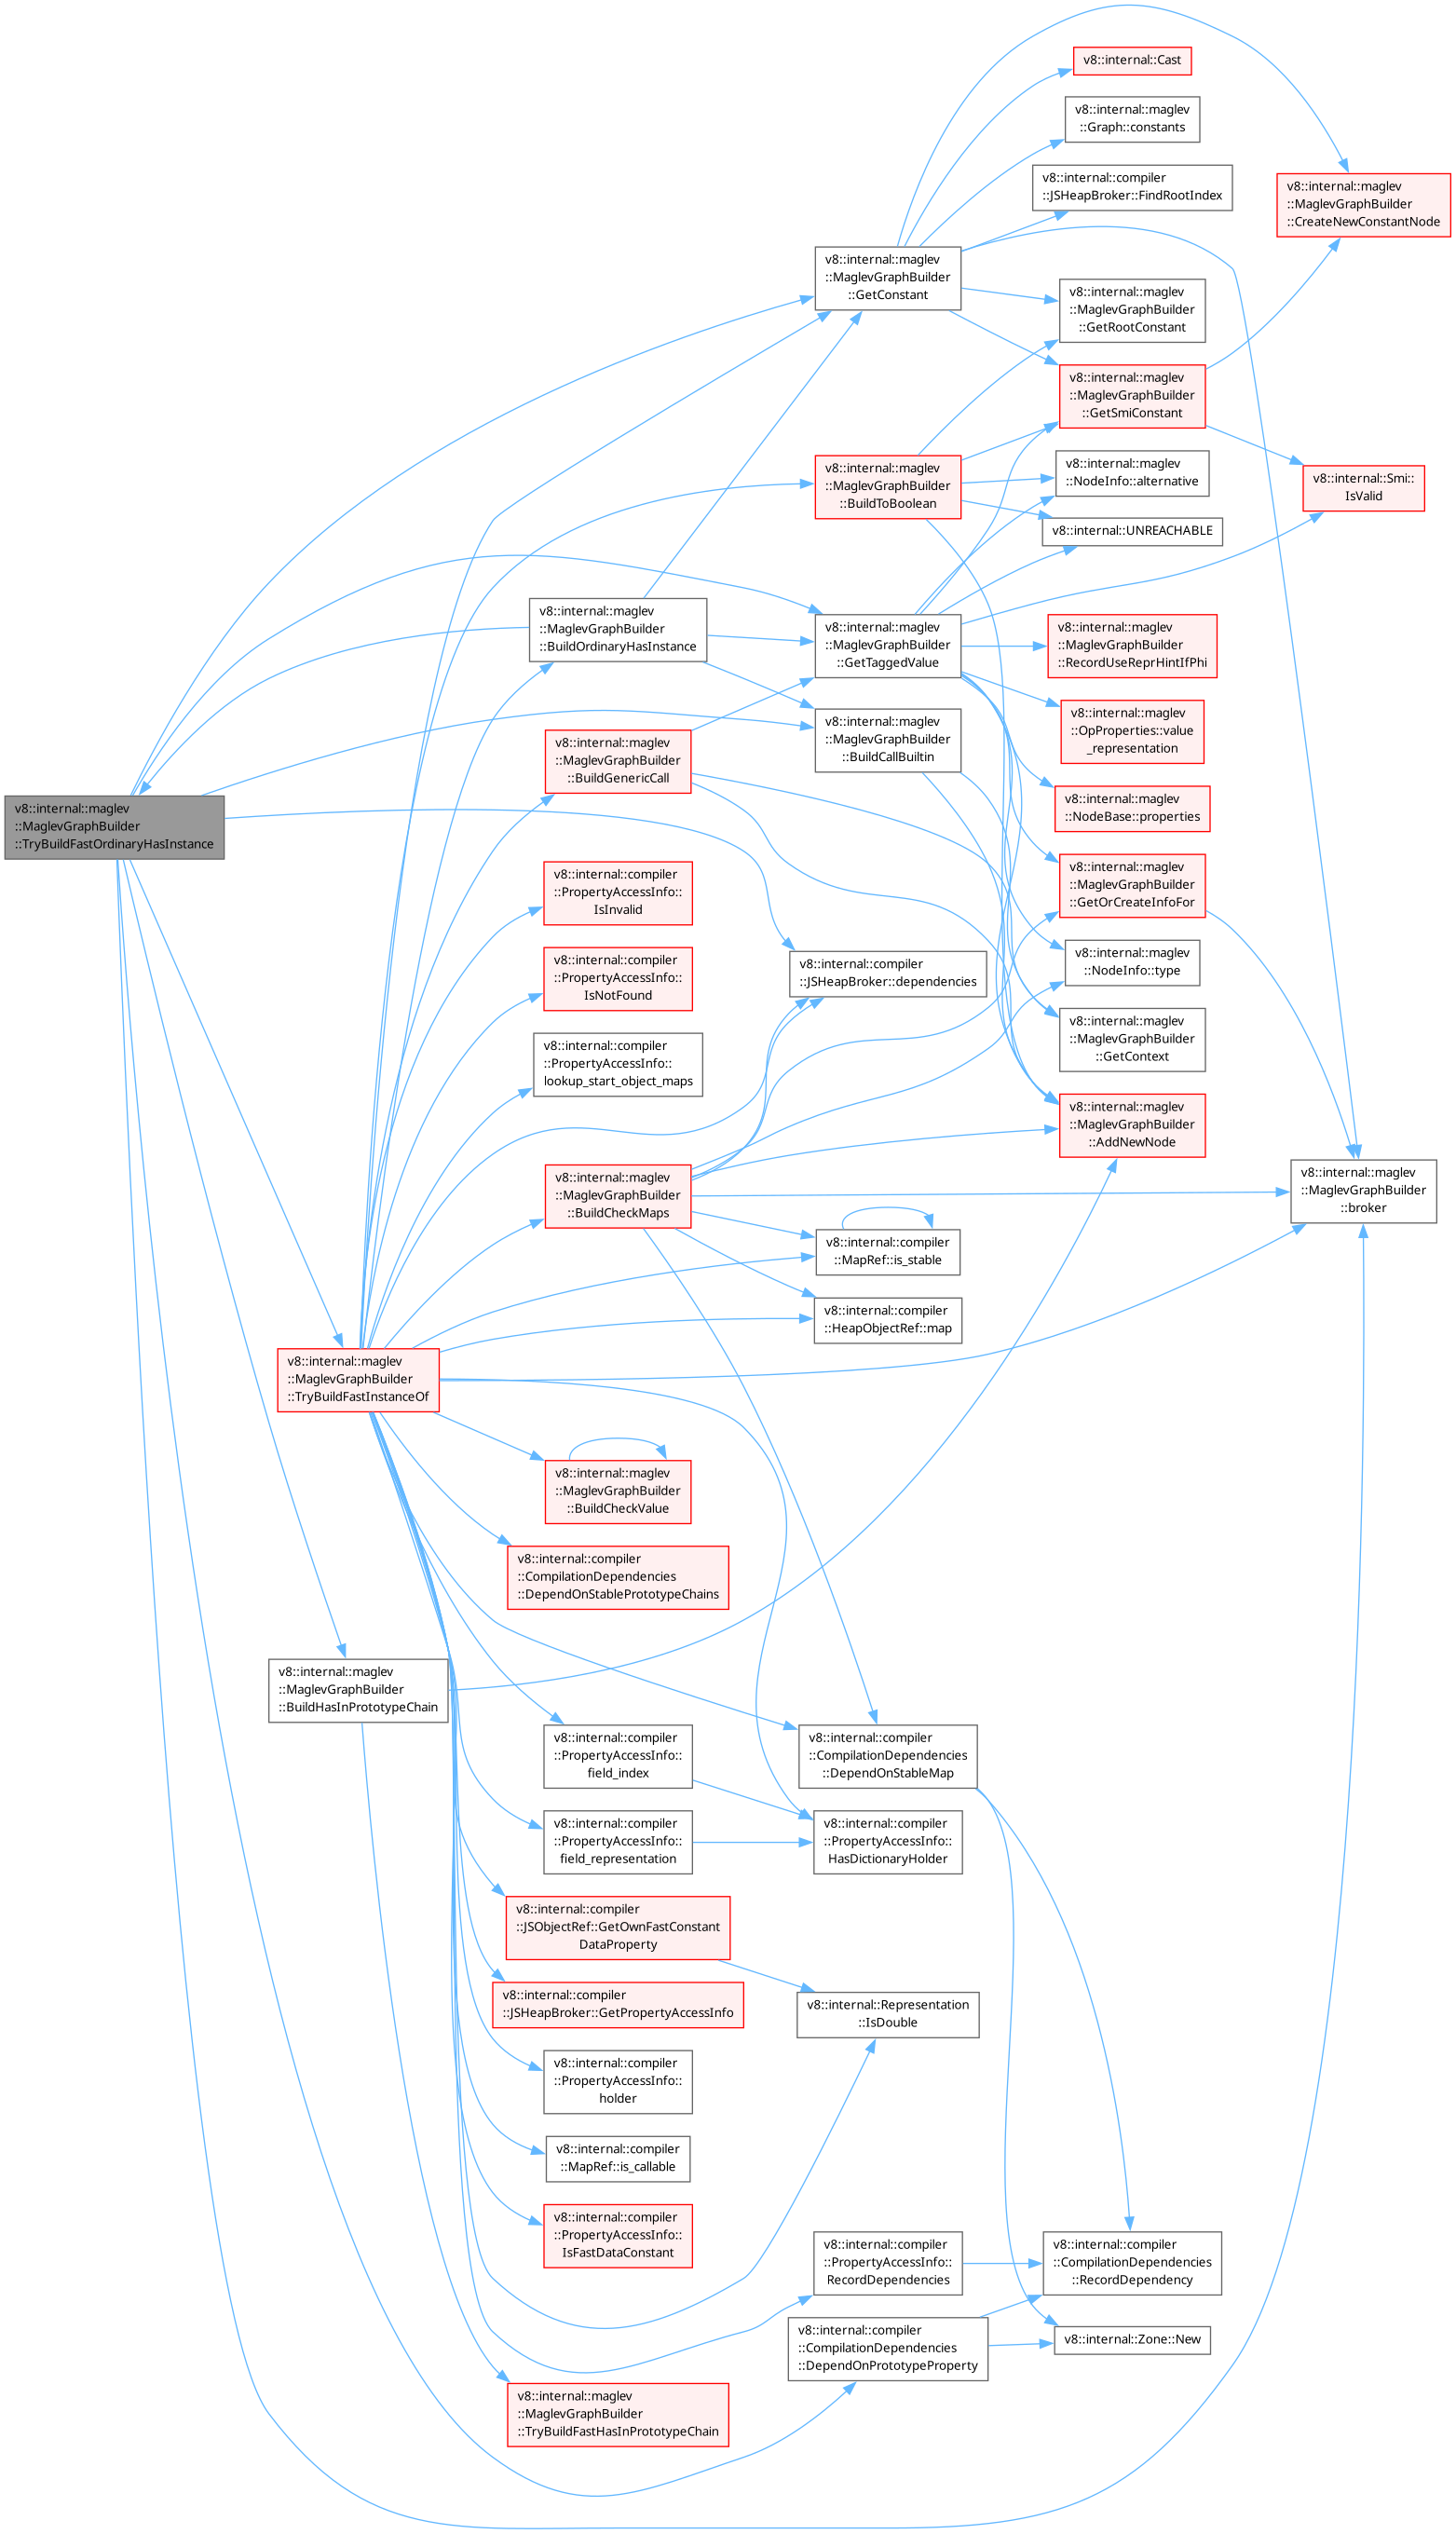 v8::internal::Cast
v8::internal::maglev
::Graph::constants
v8::internal::compiler
::JSHeapBroker::FindRootIndex
v8::internal::maglev
::MaglevGraphBuilder
::CreateNewConstantNode
v8::internal::maglev
::MaglevGraphBuilder
::GetConstant
v8::internal::maglev
::MaglevGraphBuilder
::GetRootConstant
v8::internal::maglev
::MaglevGraphBuilder
::GetSmiConstant
v8::internal::maglev
::MaglevGraphBuilder
::BuildToBoolean
v8::internal::maglev
::NodeInfo::alternative
v8::internal::Smi::
IsValid
v8::internal::UNREACHABLE
v8::internal::maglev
::MaglevGraphBuilder
::BuildOrdinaryHasInstance
v8::internal::maglev
::MaglevGraphBuilder
::GetTaggedValue
v8::internal::maglev
::MaglevGraphBuilder
::RecordUseReprHintIfPhi
v8::internal::maglev
::OpProperties::value
_representation
v8::internal::maglev
::MaglevGraphBuilder
::BuildCallBuiltin
v8::internal::maglev
::MaglevGraphBuilder
::BuildGenericCall
v8::internal::maglev
::NodeBase::properties
v8::internal::maglev
::MaglevGraphBuilder
::TryBuildFastOrdinaryHasInstance
v8::internal::compiler
::PropertyAccessInfo::
IsInvalid
v8::internal::maglev
::MaglevGraphBuilder
::GetOrCreateInfoFor
v8::internal::compiler
::PropertyAccessInfo::
IsNotFound
v8::internal::compiler
::JSHeapBroker::dependencies
v8::internal::maglev
::NodeInfo::type
v8::internal::compiler
::PropertyAccessInfo::
lookup_start_object_maps
v8::internal::maglev
::MaglevGraphBuilder
::GetContext
v8::internal::maglev
::MaglevGraphBuilder
::AddNewNode
v8::internal::maglev
::MaglevGraphBuilder
::BuildCheckMaps
v8::internal::maglev
::MaglevGraphBuilder
::broker
v8::internal::compiler
::MapRef::is_stable
v8::internal::compiler
::HeapObjectRef::map
v8::internal::maglev
::MaglevGraphBuilder
::TryBuildFastInstanceOf
v8::internal::maglev
::MaglevGraphBuilder
::BuildCheckValue
v8::internal::compiler
::CompilationDependencies
::DependOnStablePrototypeChains
v8::internal::maglev
::MaglevGraphBuilder
::BuildHasInPrototypeChain
v8::internal::compiler
::PropertyAccessInfo::
field_index
v8::internal::compiler
::CompilationDependencies
::DependOnStableMap
v8::internal::compiler
::PropertyAccessInfo::
field_representation
v8::internal::compiler
::PropertyAccessInfo::
HasDictionaryHolder
v8::internal::compiler
::JSObjectRef::GetOwnFastConstant
DataProperty
v8::internal::compiler
::JSHeapBroker::GetPropertyAccessInfo
v8::internal::Representation
::IsDouble
v8::internal::compiler
::PropertyAccessInfo::
holder
v8::internal::compiler
::MapRef::is_callable
v8::internal::compiler
::PropertyAccessInfo::
IsFastDataConstant
v8::internal::compiler
::PropertyAccessInfo::
RecordDependencies
v8::internal::compiler
::CompilationDependencies
::RecordDependency
v8::internal::compiler
::CompilationDependencies
::DependOnPrototypeProperty
v8::internal::Zone::New
v8::internal::maglev
::MaglevGraphBuilder
::TryBuildFastHasInPrototypeChain